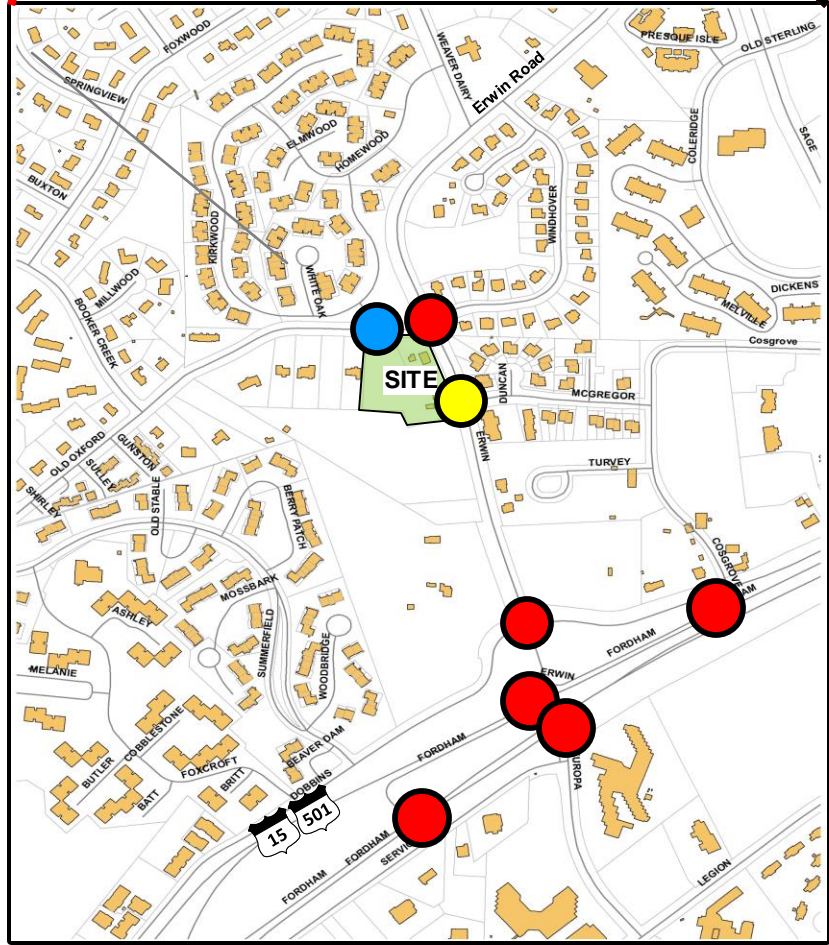 FOXWOOD
WEAVER DAIRY
PRESQUE ISLE
OLD STERLING
Erwin Road
SPRINGVIEW
COLERIDGE
SAGE
ELMWOOD
HOMEWOOD
BUXTON
KIRKWOOD
WINDHOVER
WHITE OAK
MILLWOOD
BOOKER CREEK
DICKENS
MELVILLE
Cosgrove
SITE
DUNCAN
MCGREGOR
ERWIN
OLD OXFORD
GUNSTON
SULLEY
SHIRLEY
TURVEY
OLD STABLE
BERRY PATCH
COSGROVE
AM
MOSSBARK
ASHLEY
SUMMERFIELD
WOODBRIDGE
FORDHAM
ERWIN
MELANIE
COBBLESTONE
FORDHAM
BEAVER DAM
BUTLER
FOXCROFT
BRITT
BATT
DOBBINS
UROPA
15
501
FORDHAM
SERVIC
FORDHAM
LEGION